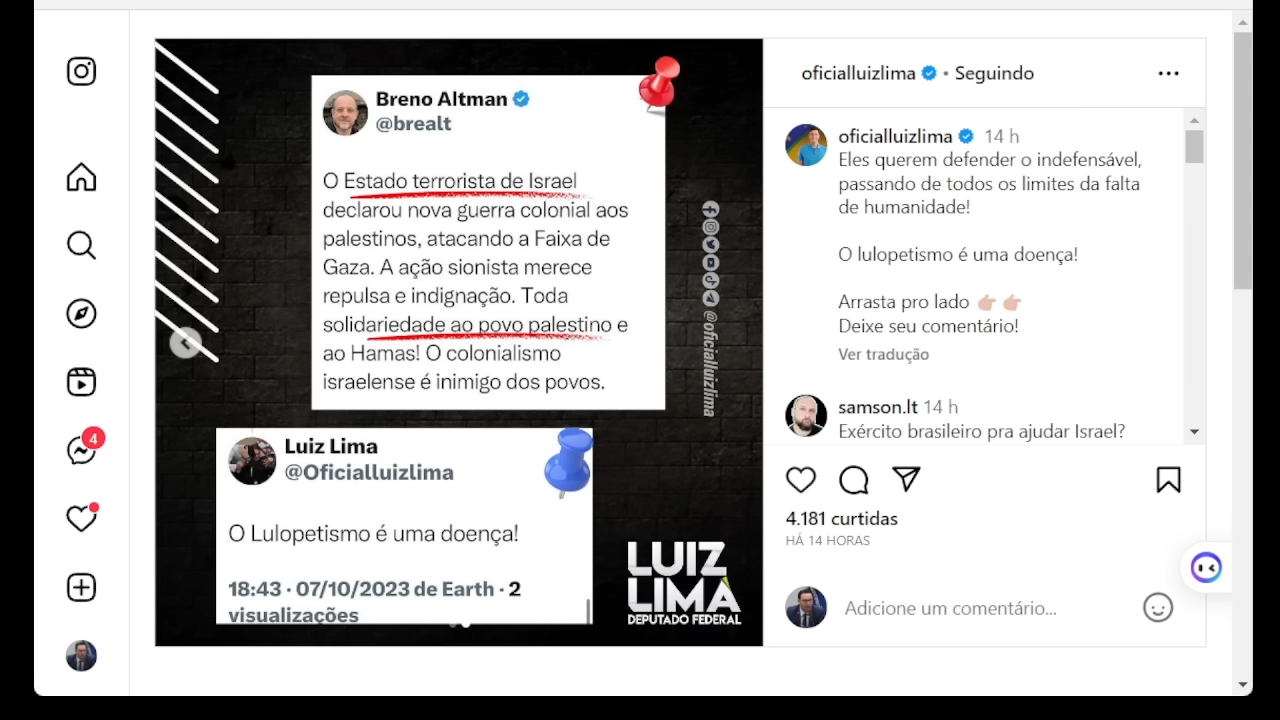 Breno Altman
@brealt
O Estado terrorista de Israel
declarou nova guerra colonial aos
palestinos, atacando a Faixa de
Gaza. A ação sionista merece
repulsa e indignação. Toda
solidariedade ao povo palestino e
ao Hamas! O colonialismo
israelense é inimigo dos povos.
@oficialluizlima
Luiz Lima
@Oficialluizlima
O Lulopetismo é uma doença!
18:43 · 07/10/2023 de Earth · 2
visualizações
LUIZ
LIMA
DEPUTADO FEDERAL
oficialluizlima • Seguindo
oficialluizlima 14 h
Eles querem defender o indefensável,
passando de todos os limites da falta
de humanidade!
O lulopetismo é uma doença!
Arrasta pro lado 👉🏻 👉🏻
Deixe seu comentário!
Ver tradução
samson.lt 14 h
Exército brasileiro pra ajudar Israel?
4.181 curtidas
HÁ 14 HORAS
Adicione um comentário...
4